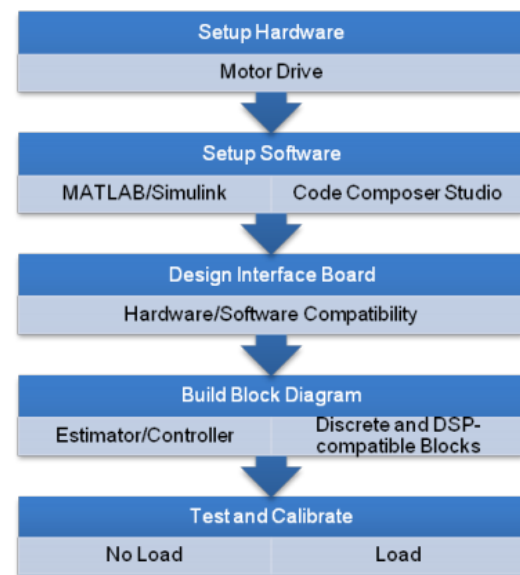 Setup Hardware
Motor Drive
Setup Software
MATLAB/Simulink
Code Composer Studio
Design Interface Board
Hardware/Software Compatibility
Build Block Diagram
Estimator/Controller
Discrete and DSP-
compatible Blocks
Test and Calibrate
No Load
Load